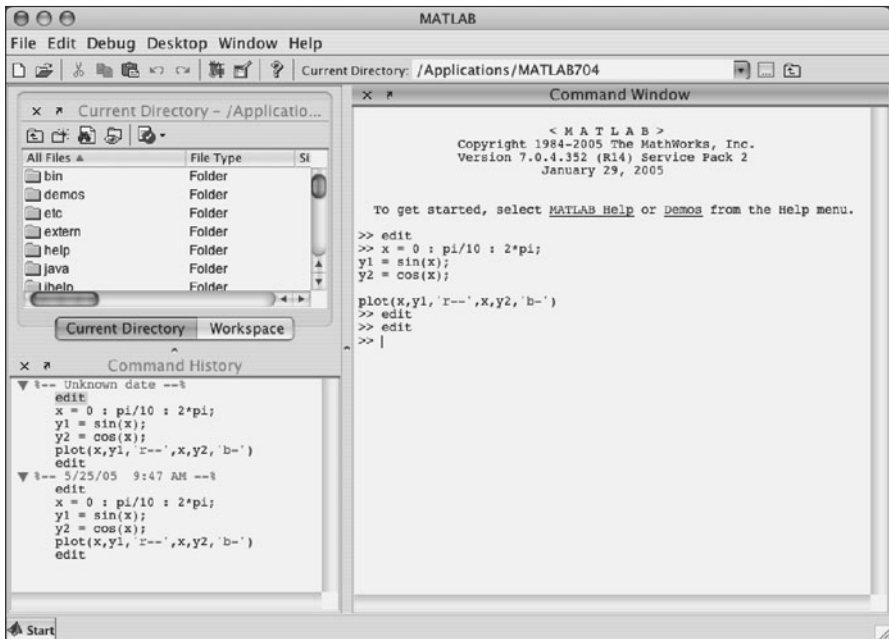 MATLAB
File Edit Debug Desktop Window Help
Current Directory: /Applications/MATLAB704
Current Directory – /Applicatio...
All Files File Type Si
bin Folder
demos Folder
etc Folder
extern Folder
help Folder
java Folder
Folder
Current Directory Workspace
Command History
%-- Unknown date --%
edit
x = 0 : pi/10 : 2*pi;
y1 = sin(x);
y2 = cos(x);
plot(x,y1,'r--',x,y2,'b-')
edit
%-- 5/25/05 9:47 AM --%
edit
x = 0 : pi/10 : 2*pi;
y1 = sin(x);
y2 = cos(x);
plot(x,y1,'r--',x,y2,'b-')
edit
Command Window
< M A T L A B >
Copyright 1984-2005 The MathWorks, Inc.
Version 7.0.4.352 (R14) Service Pack 2
January 29, 2005
To get started, select MATLAB Help or Demos from the Help menu.
>> edit
>> x = 0 : pi/10 : 2*pi;
y1 = sin(x);
y2 = cos(x);
plot(x,y1,'r--',x,y2,'b-')
>> edit
>> edit
>>
Start